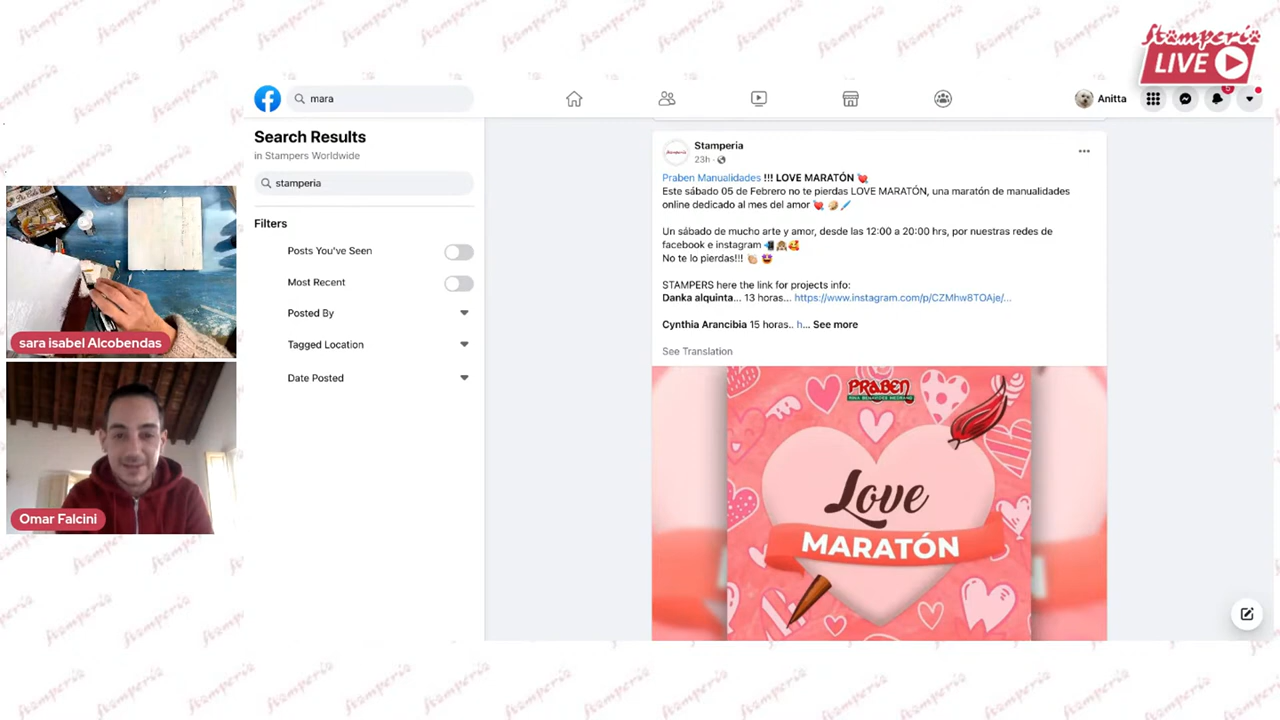 Stamperia
LIVE
mara
Anitta
5
Search Results
in Stampers Worldwide
stamperia
Filters
Posts You've Seen
Most Recent
Posted By
Tagged Location
Date Posted
Stamperia
23h ·
Praben Manualidades !!! LOVE MARATÓN
Este sábado 05 de Febrero no te pierdas LOVE MARATÓN, una maratón de manualidades
online dedicado al mes del amor
Un sábado de mucho arte y amor, desde las 12:00 a 20:00 hrs, por nuestras redes de
facebook e instagram
No te lo pierdas!!!
STAMPERS here the link for projects info:
Danka alquinta... 13 horas... https://www.instagram.com/p/CZMhw8TOAje/...
Cynthia Arancibia 15 horas.. h... See more
See Translation
PRABEN
Love
MARATÓN
sara isabel Alcobendas
Omar Falcini